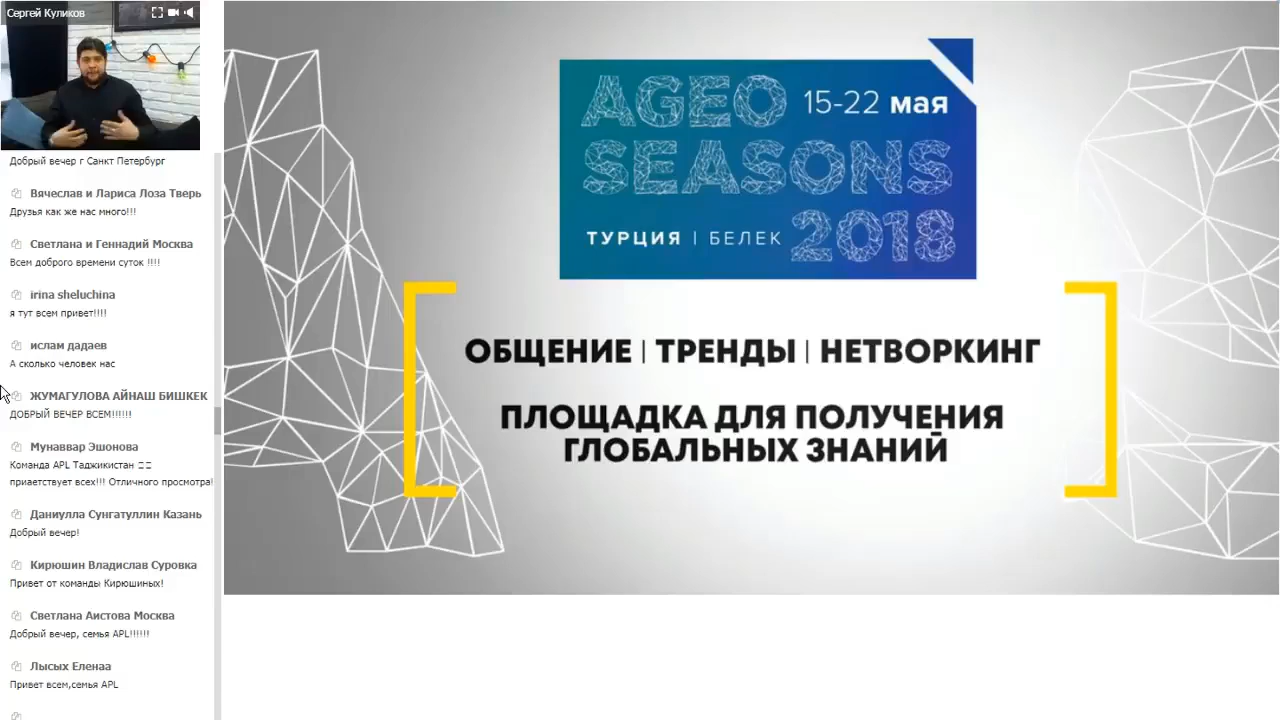 Сергей Куликов
Добрый вечер г Санкт Петербург
Вячеслав и Лариса Лоза Тверь
Друзья как же нас много!!!
Светлана и Геннадий Москва
Всем доброго времени суток !!!!
irina sheluchina
я тут всем привет!!!!
ислам дадаев
А сколько человек нас
ЖУМАГУЛОВА АЙНАШ БИШКЕК
ДОБРЫЙ ВЕЧЕР ВСЕМ!!!!!!
Мунаввар Эшонова
Команда APL Таджикистан
приаетствует всех!!! Отличного просмотра!
Даниулла Сунгатуллин Казань
Добрый вечер!
Кирюшин Владислав Суровка
Привет от команды Кирюшиных!
Светлана Аистова Москва
Добрый вечер, семья APL!!!!!!
Лысых Еленаа
Привет всем,семья APL
AGEO 15-22 мая
SEASONS
ТУРЦИЯ | БЕЛЕК 2018
ОБЩЕНИЕ | ТРЕНДЫ | НЕТВОРКИНГ
ПЛОЩАДКА ДЛЯ ПОЛУЧЕНИЯ
ГЛОБАЛЬНЫХ ЗНАНИЙ